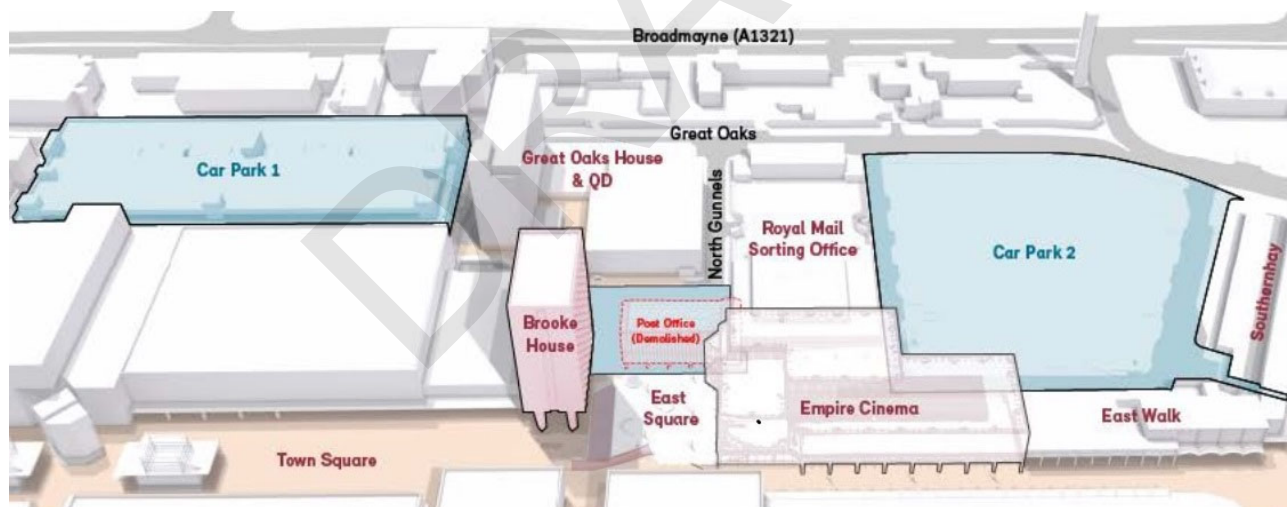 Broadmayne (A1321)
Great Oaks
Car Park 1
Great Oaks House
& QD
North Gunnels
Royal Mail
Sorting Office
Car Park 2
Southernhay
Brooke
House
Post Office
(Demolished)
East
Square
Empire Cinema
East Walk
Town Square
DRA